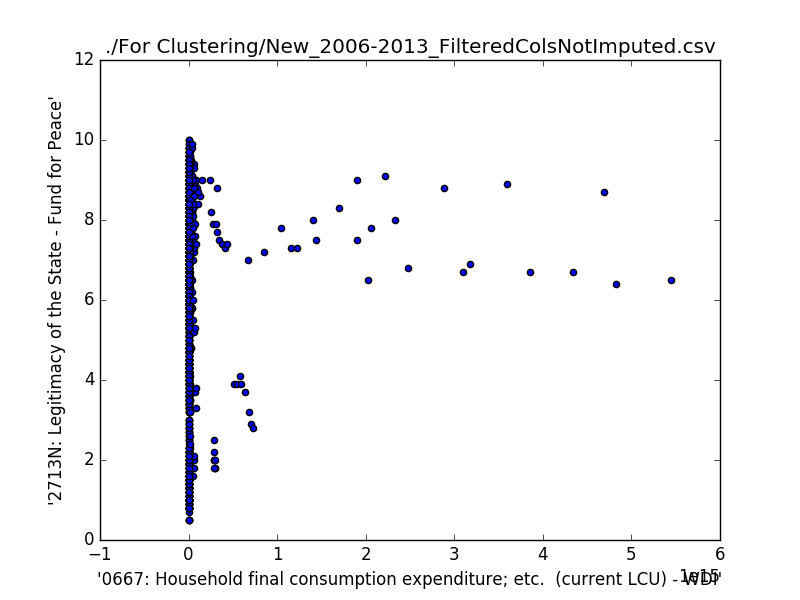 ./For Clustering/New_2006-2013_FilteredColsNotImputed.csv
12
10
8
6
4
2
0
'2713N: Legitimacy of the State - Fund for Peace'
−1 0 1 2 3 4 5 6
1e15
'0667: Household final consumption expenditure; etc.  (current LCU) - WDI'